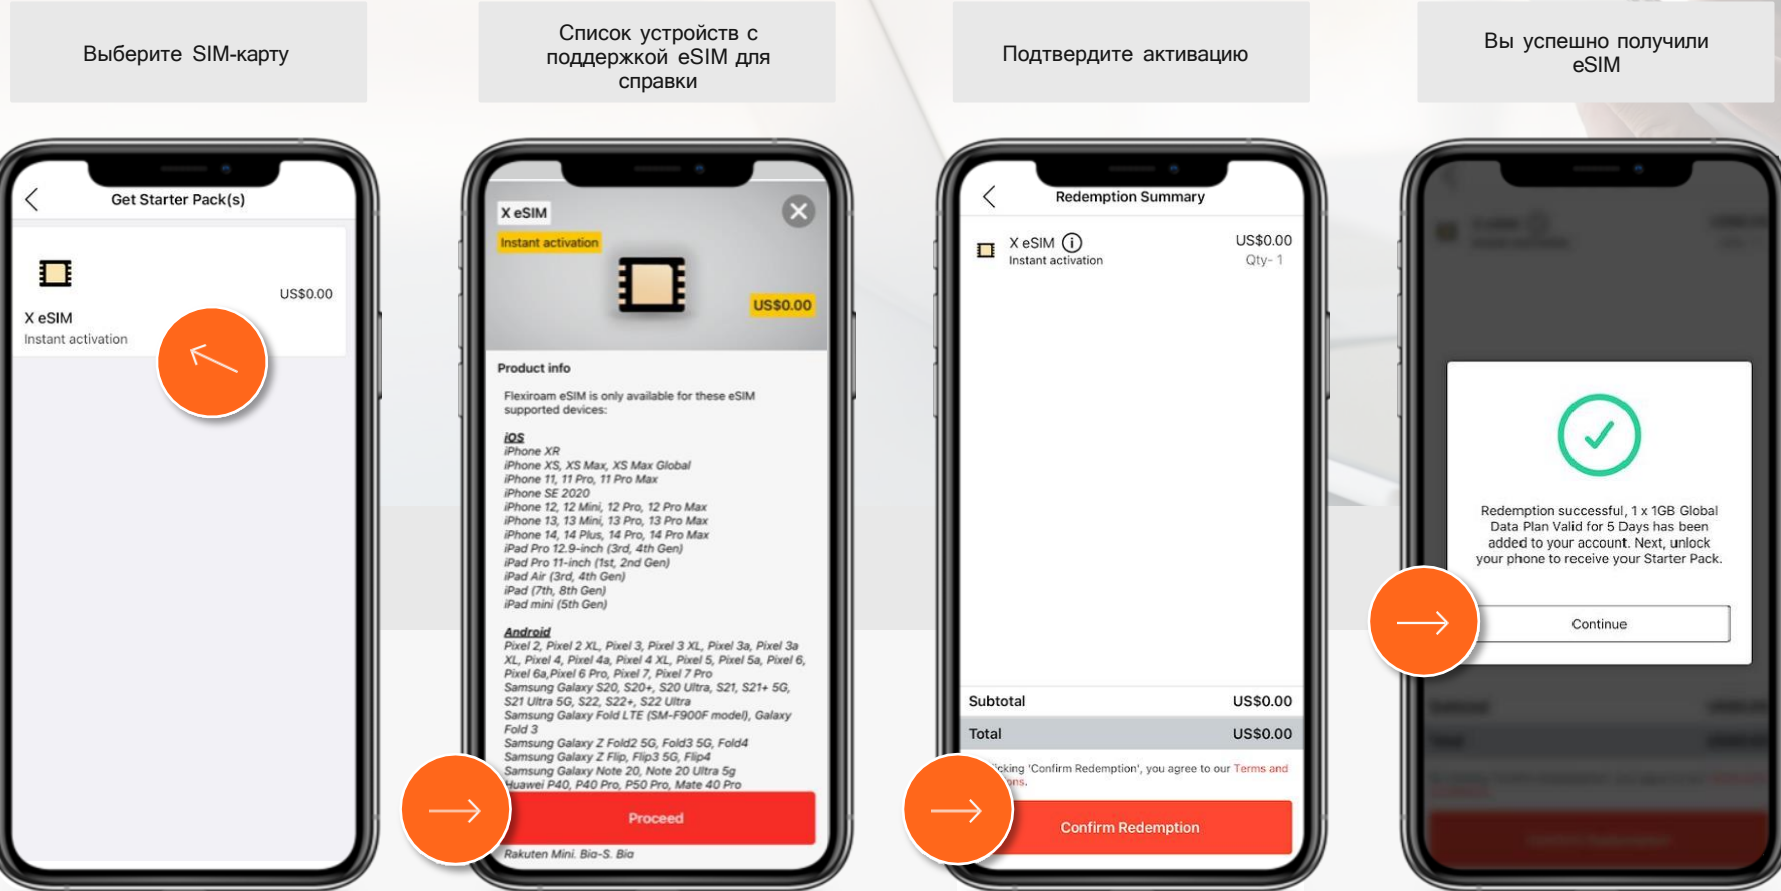 Выберите SIM-карту
Список устройств с
поддержкой eSIM для
справки
Подтвердите активацию
Вы успешно получили
eSIM
Get Starter Pack(s)
US$0.00
X eSIM
Instant activation
X eSIM
Instant activation
US$0.00
Product info
Flexiroam eSIM is only available for these eSIM
supported devices:
iOS
iPhone XR
iPhone XS, XS Max, XS Max Global
iPhone 11, 11 Pro, 11 Pro Max
iPhone SE 2020
iPhone 12, 12 Mini, 12 Pro, 12 Pro Max
iPhone 13, 13 Mini, 13 Pro, 13 Pro Max
iPhone 14, 14 Plus, 14 Pro, 14 Pro Max
iPad Pro 12.9-inch (3rd, 4th Gen)
iPad Pro 11-inch (1st, 2nd Gen)
iPad Air (3rd, 4th Gen)
iPad (7th, 8th Gen)
iPad mini (5th Gen)
Android
Pixel 2, Pixel 2 XL, Pixel 3, Pixel 3 XL, Pixel 3a, Pixel 3a
XL, Pixel 4, Pixel 4a, Pixel 4 XL, Pixel 5, Pixel 5a, Pixel 6,
Pixel 6a,Pixel 6 Pro, Pixel 7, Pixel 7 Pro
Samsung Galaxy S20, S20+, S20 Ultra, S21, S21+ 5G,
S21 Ultra 5G, S22, S22+, S22 Ultra
Samsung Galaxy Fold LTE (SM-F900F model), Galaxy
Fold 3
Samsung Galaxy Z Fold2 5G, Fold3 5G, Fold4
Samsung Galaxy Z Flip, Flip3 5G, Flip4
Samsung Galaxy Note 20, Note 20 Ultra 5g
Huawei P40, P40 Pro, P50 Pro, Mate 40 Pro
Proceed
Rakuten Mini. Big-S. Big
Redemption Summary
X eSIM
US$0.00
Instant activation
Qty- 1
Subtotal US$0.00
Total US$0.00
'Confirm Redemption', you agree to our Terms and
Confirm Redemption
Redemption successful, 1 x 1GB Global
Data Plan Valid for 5 Days has been
added to your account. Next, unlock
your phone to receive your Starter Pack.
Continue